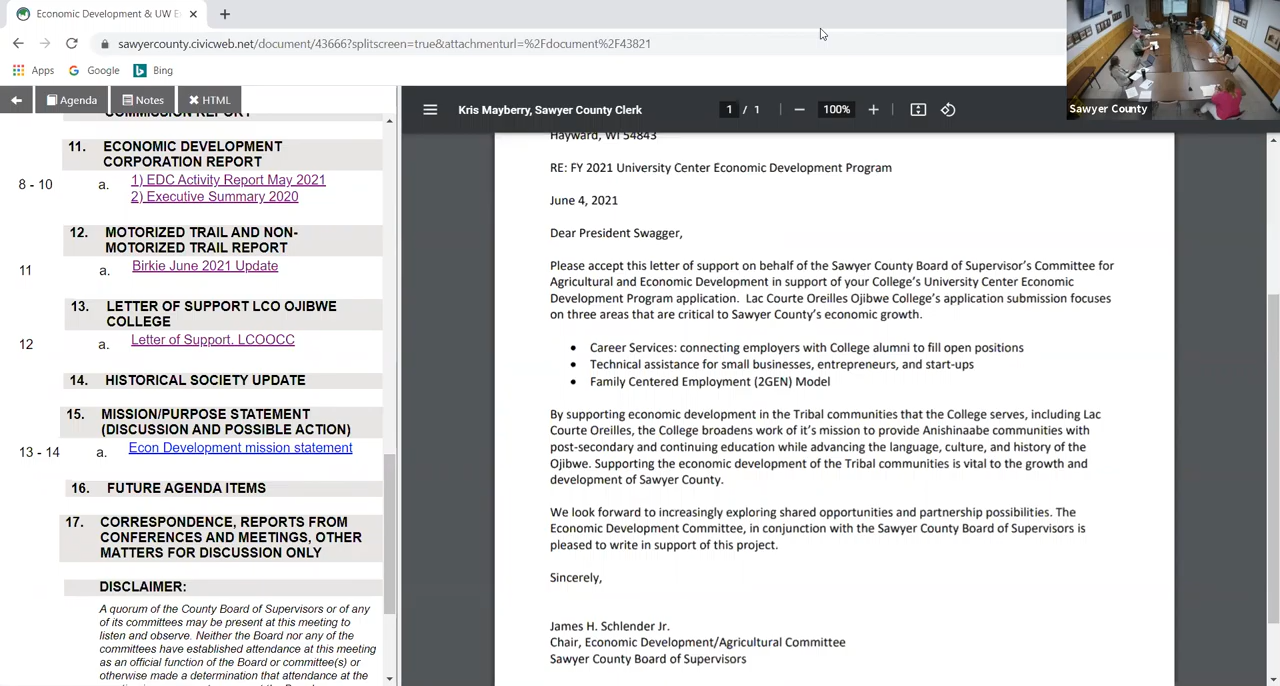 Economic Development & UW E
sawyercounty.civicweb.net/document/43666?splitscreen=true&attachmenturl=%2Fdocument%2F43821
Apps
Google
Bing
Sawyer County
Agenda
Notes
HTML
COMMISSION REPORT
11. ECONOMIC DEVELOPMENT
CORPORATION REPORT
8 - 10 a. 1) EDC Activity Report May 2021
2) Executive Summary 2020
12. MOTORIZED TRAIL AND NON-
MOTORIZED TRAIL REPORT
11 a. Birkie June 2021 Update
13. LETTER OF SUPPORT LCO OJIBWE
COLLEGE
12 a. Letter of Support, LCOOCC
14. HISTORICAL SOCIETY UPDATE
15. MISSION/PURPOSE STATEMENT
(DISCUSSION AND POSSIBLE ACTION)
13 - 14 a. Econ Development mission statement
16. FUTURE AGENDA ITEMS
17. CORRESPONDENCE, REPORTS FROM
CONFERENCES AND MEETINGS, OTHER
MATTERS FOR DISCUSSION ONLY
DISCLAIMER:
A quorum of the County Board of Supervisors or of any
of its committees may be present at this meeting to
listen and observe. Neither the Board nor any of the
committees have established attendance at this meeting
as an official function of the Board or committee(s) or
otherwise made a determination that attendance at the
Kris Mayberry, Sawyer County Clerk
1 / 1
100%
Hayward, WI 54843
RE: FY 2021 University Center Economic Development Program
June 4, 2021
Dear President Swagger,
Please accept this letter of support on behalf of the Sawyer County Board of Supervisor's Committee for
Agricultural and Economic Development in support of your College's University Center Economic
Development Program application. Lac Courte Oreilles Ojibwe College's application submission focuses
on three areas that are critical to Sawyer County's economic growth.
• Career Services: connecting employers with College alumni to fill open positions
• Technical assistance for small businesses, entrepreneurs, and start-ups
• Family Centered Employment (2GEN) Model
By supporting economic development in the Tribal communities that the College serves, including Lac
Courte Oreilles, the College broadens work of it's mission to provide Anishinaabe communities with
post-secondary and continuing education while advancing the language, culture, and history of the
Ojibwe. Supporting the economic development of the Tribal communities is vital to the growth and
development of Sawyer County.
We look forward to increasingly exploring shared opportunities and partnership possibilities. The
Economic Development Committee, in conjunction with the Sawyer County Board of Supervisors is
pleased to write in support of this project.
Sincerely,
James H. Schlender Jr.
Chair, Economic Development/Agricultural Committee
Sawyer County Board of Supervisors